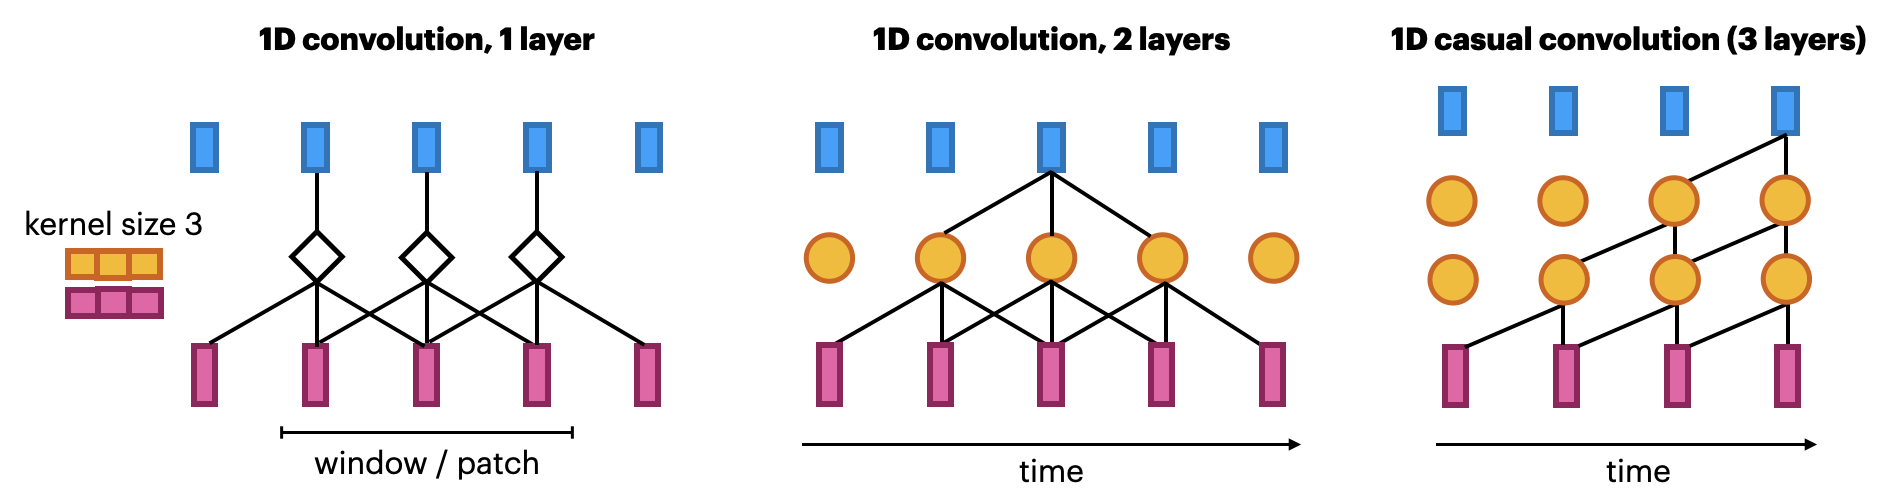 1D convolution, 1 layer
1D convolution, 2 layers
1D casual convolution (3 layers)
kernel size 3
window / patch
time
time